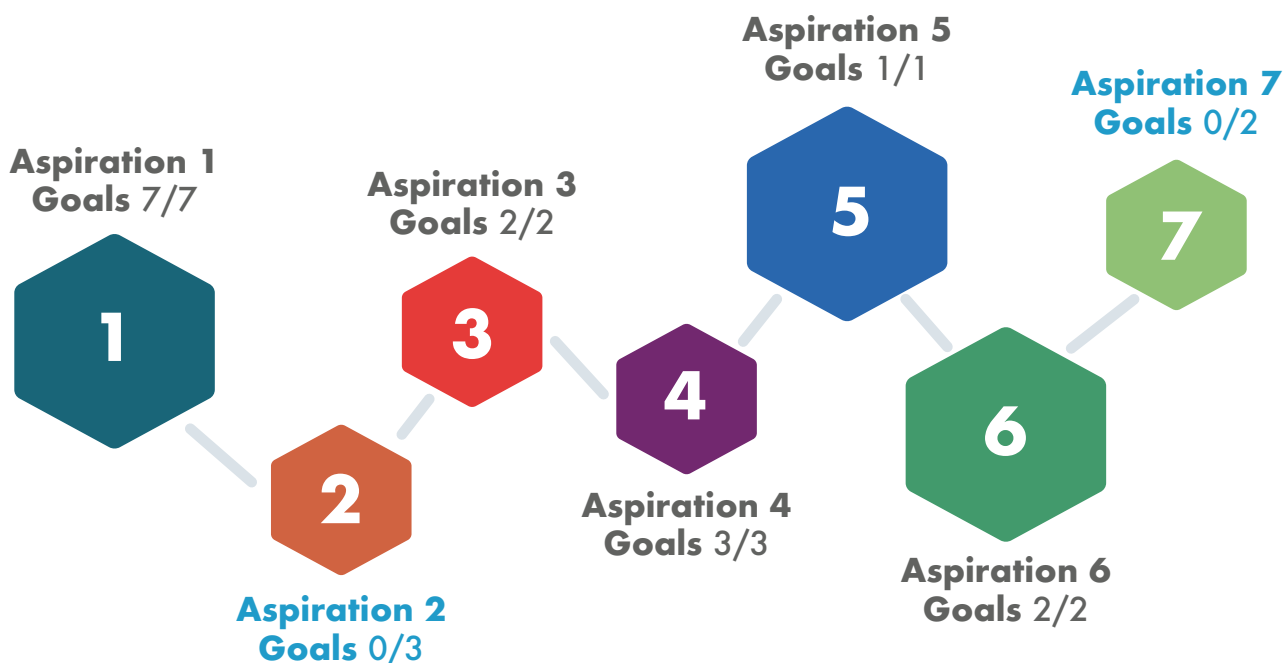 Aspiration 1
Goals 7/7
1
2
Aspiration 2
Goals 0/3
Aspiration 3
Goals 2/2
3
4
Aspiration 4
Goals 3/3
Aspiration 5
Goals 1/1
5
6
Aspiration 6
Goals 2/2
Aspiration 7
Goals 0/2
7